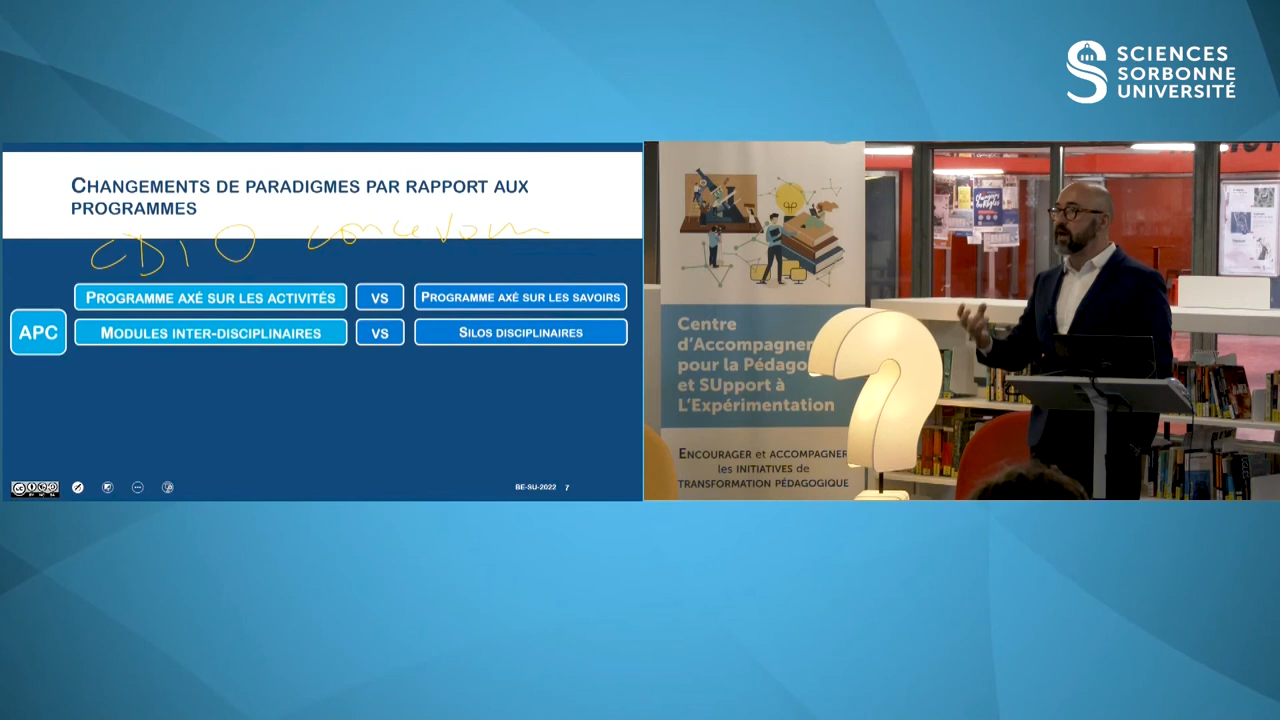 SCIENCES
SORBONNE
UNIVERSITÉ
CHANGEMENTS DE PARADIGMES PAR RAPPORT AUX
PROGRAMMES
CDIO
PROGRAMME AXÉ SUR LES ACTIVITÉS VS PROGRAMME AXÉ SUR LES SAVOIRS
APC
MODULES INTER-DISCIPLINAIRES VS SILOS DISCIPLINAIRES
BE-SU-2022 7
Centre
d'Accompagner
pour la Pédago
et SUpport à
L'Expérimentation
ENCOURAGER et ACCOMPAGNER
les INITIATIVES de
TRANSFORMATION PÉDAGOGIQUE